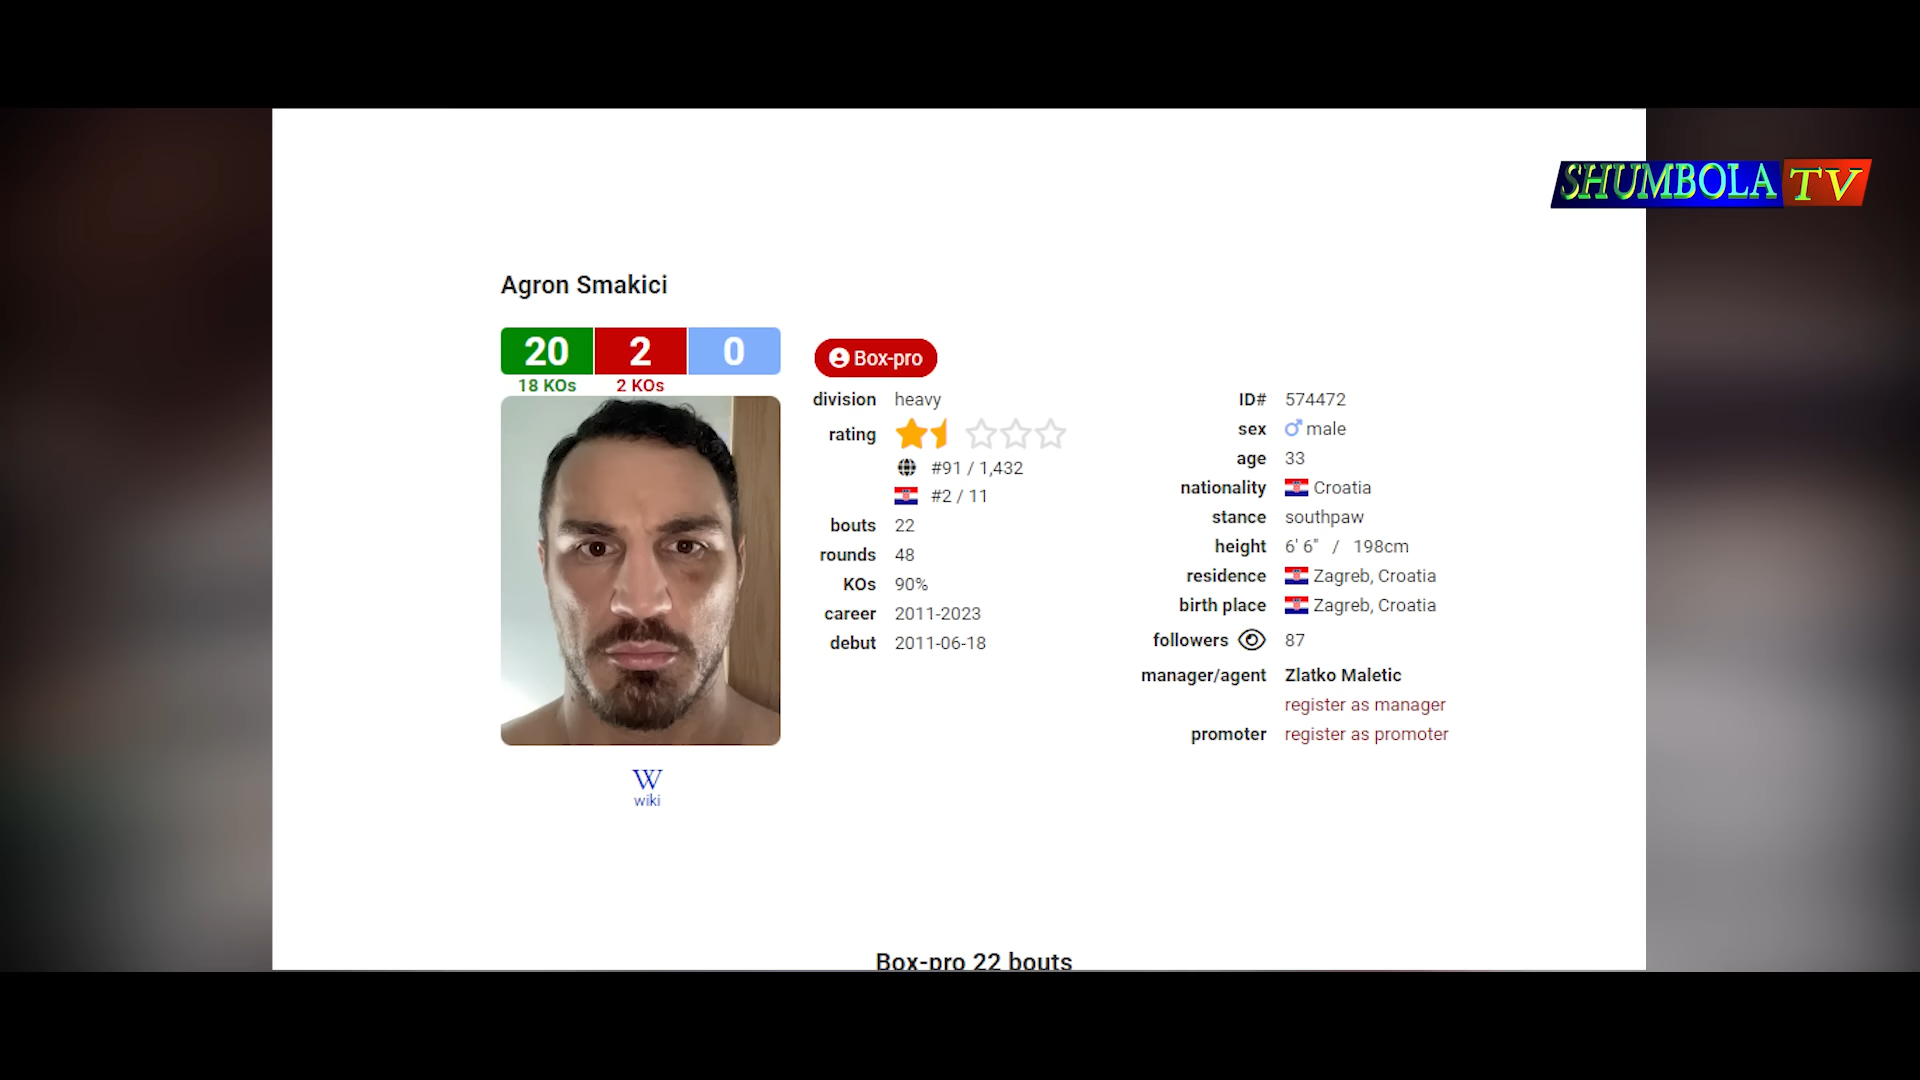 SHUMBOLA TV
Agron Smakici
20 2 0
18 KOs 2 KOs
Box-pro
division heavy
rating
#91 / 1,432
#2 / 11
bouts 22
rounds 48
KOs 90%
career 2011-2023
debut 2011-06-18
ID# 574472
sex male
age 33
nationality Croatia
stance southpaw
height 6' 6" / 198cm
residence Zagreb, Croatia
birth place Zagreb, Croatia
followers 87
manager/agent Zlatko Maletic
register as manager
promoter register as promoter
W
wiki
Box-pro 22 bouts